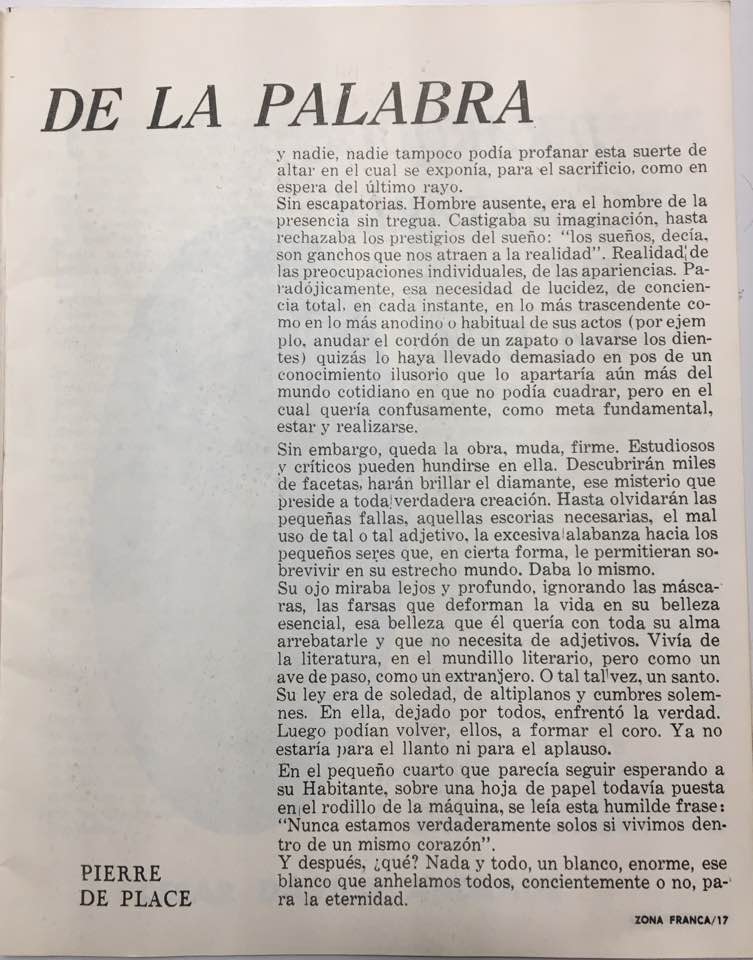 DE LA PALABRA
y nadie, nadie tampoco podía profanar esta suerte de
altar en el cual se exponía, para el sacrificio, como en
espera del último rayo.
Sin escapatorias. Hombre ausente, era el hombre de la
presencia sin tregua. Castigaba su imaginación, hasta
rechazaba los prestigios del sueño: "los sueños, decía,
son ganchos que nos atraen a la realidad". Realidad de
las preocupaciones individuales, de las apariencias. Pa-
radójicamente, esa necesidad de lucidez, de concien-
cia total, en cada instante, en lo más trascendente co-
mo en lo más anodino o habitual de sus actos (por ejem
plo, anudar el cordón de un zapato o lavarse los dien-
tes) quizás lo haya llevado demasiado en pos de un
conocimiento ilusorio que lo apartaría aún más del
mundo cotidiano en que no podía cuadrar, pero en el
cual quería confusamente, como meta fundamental,
estar y realizarse.
Sin embargo, queda la obra, muda, firme. Estudiosos
y críticos pueden hundirse en ella. Descubrirán miles
de facetas, harán brillar el diamante, ese misterio que
preside a toda verdadera creación. Hasta olvidarán las
pequeñas fallas, aquellas escorias necesarias, el mal
uso de tal o tal adjetivo, la excesiva alabanza hacia los
pequeños seres que, en cierta forma, le permitieran so-
brevivir en su estrecho mundo. Daba lo mismo.
Su ojo miraba lejos y profundo, ignorando las másca-
ras, las farsas que deforman la vida en su belleza
esencial, esa belleza que él quería con toda su alma
arrebatarle y que no necesita de adjetivos. Vivía de
la literatura, en el mundillo literario, pero como un
ave de paso, como un extranjero. O tal tal vez, un santo.
Su ley era de soledad, de altiplanos y cumbres solem-
nes. En ella, dejado por todos, enfrentó la verdad.
Luego podían volver, ellos, a formar el coro. Ya no
estaría para el llanto ni para el aplauso.
En el pequeño cuarto que parecía seguir esperando a
su Habitante, sobre una hoja de papel todavía puesta
en el rodillo de la máquina, se leía esta humilde frase:
"Nunca estamos verdaderamente solos si vivimos den-
tro de un mismo corazón".
Y después, ¿qué? Nada y todo, un blanco, enorme, ese
blanco que anhelamos todos, concientemente o no, pa-
ra la eternidad.
PIERRE
DE PLACE
ZONA FRANCA/17